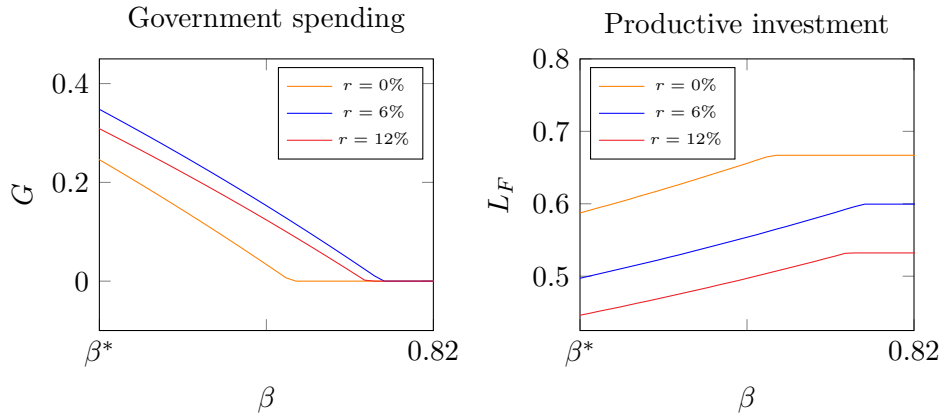 Government spending
0.4
0.2
0
G
r = 0%
r = 6%
r = 12%
β*
0.82
β
Productive investment
0.8
0.7
0.6
0.5
L_F
r = 0%
r = 6%
r = 12%
β*
0.82
β